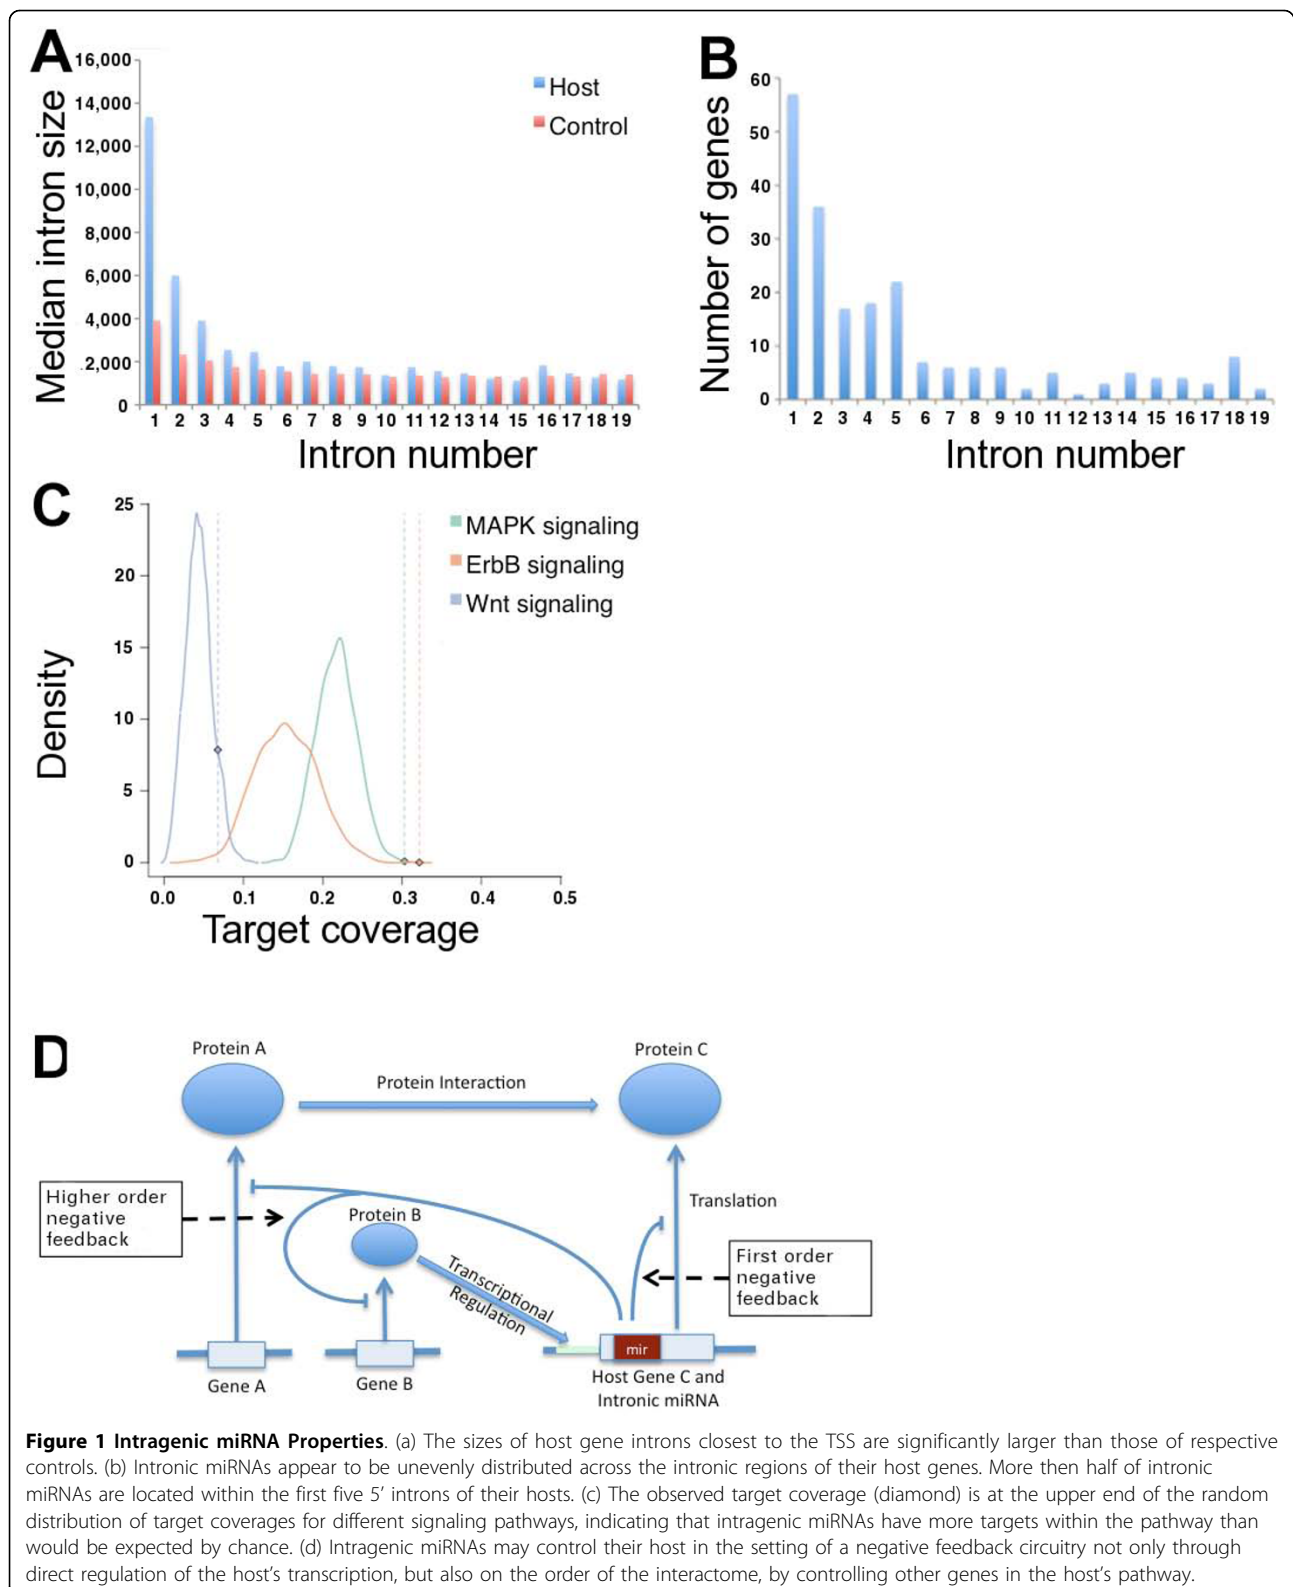 A
16,000
14,000
12,000
10,000
8,000
6,000
4,000
2,000
0
Median intron size
Host
Control
1 2 3 4 5 6 7 8 9 10 11 12 13 14 15 16 17 18 19
Intron number
B
60
50
40
30
20
10
0
Number of genes
1 2 3 4 5 6 7 8 9 10 11 12 13 14 15 16 17 18 19
Intron number
C
25
20
15
10
5
0
Density
MAPK signaling
ErbB signaling
Wnt signaling
0.0 0.1 0.2 0.3 0.4 0.5
Target coverage
D
Protein A
Protein C
Protein Interaction
Higher order
negative
feedback
Protein B
Translation
Transcriptional
Regulation
First order
negative
feedback
mir
Gene A
Gene B
Host Gene C and
Intronic miRNA
Figure 1 Intragenic miRNA Properties. (a) The sizes of host gene introns closest to the TSS are significantly larger than those of respective
controls. (b) Intronic miRNAs appear to be unevenly distributed across the intronic regions of their host genes. More then half of intronic
miRNAs are located within the first five 5' introns of their hosts. (c) The observed target coverage (diamond) is at the upper end of the random
distribution of target coverages for different signaling pathways, indicating that intragenic miRNAs have more targets within the pathway than
would be expected by chance. (d) Intragenic miRNAs may control their host in the setting of a negative feedback circuitry not only through
direct regulation of the host's transcription, but also on the order of the interactome, by controlling other genes in the host's pathway.